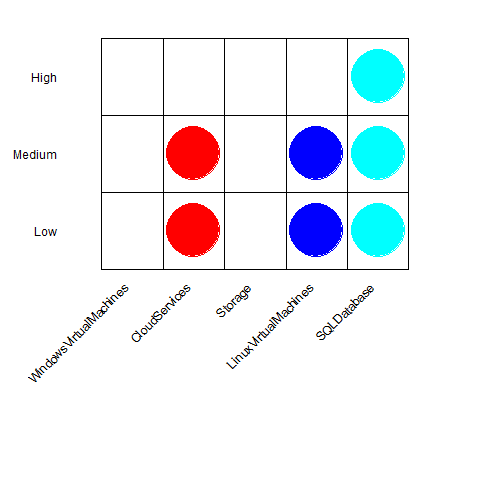 High
Medium
Low
WindowsVirtualMachines
CloudServices
Storage
LinuxVirtualMachines
SQLDatabase